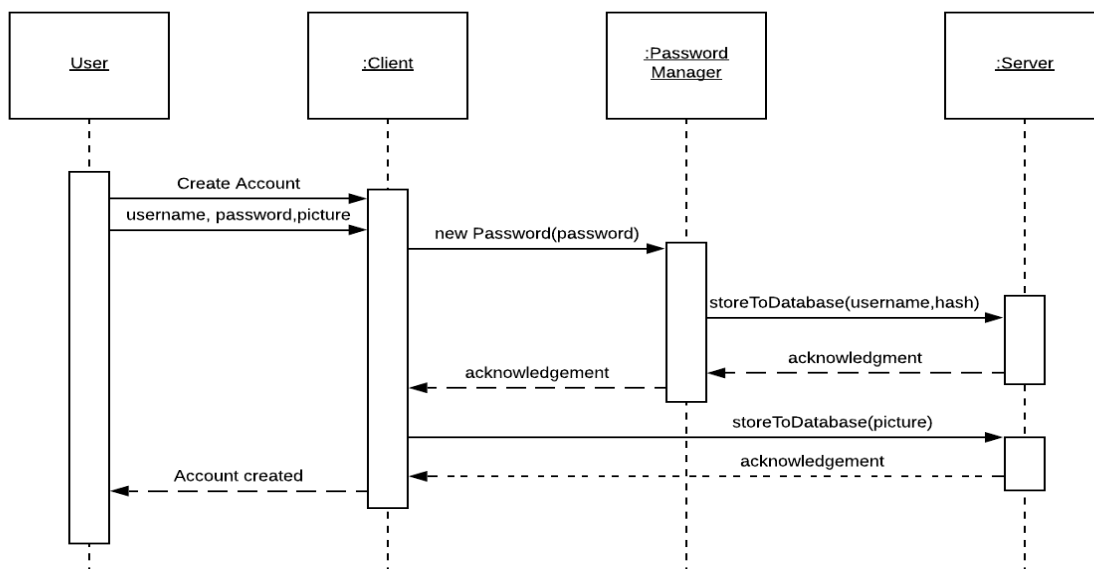 User
:Client
:Password
Manager
:Server
Create Account
username, password,picture
new Password(password)
storeToDatabase(username,hash)
acknowledgment
acknowledgement
storeToDatabase(picture)
acknowledgement
Account created